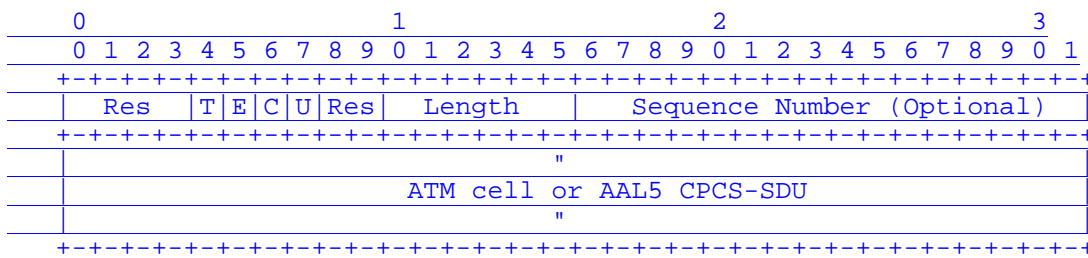 0                   1                   2                   3
0 1 2 3 4 5 6 7 8 9 0 1 2 3 4 5 6 7 8 9 0 1 2 3 4 5 6 7 8 9 0 1
+-+-+-+-+-+-+-+-+-+-+-+-+-+-+-+-+-+-+-+-+-+-+-+-+-+-+-+-+-+-+-+-+
|  Res  |T|E|C|U|Res|  Length   |   Sequence Number (Optional)  |
+-+-+-+-+-+-+-+-+-+-+-+-+-+-+-+-+-+-+-+-+-+-+-+-+-+-+-+-+-+-+-+-+
|                              "                                |
|                     ATM cell or AAL5 CPCS-SDU                 |
|                              "                                |
+-+-+-+-+-+-+-+-+-+-+-+-+-+-+-+-+-+-+-+-+-+-+-+-+-+-+-+-+-+-+-+-+